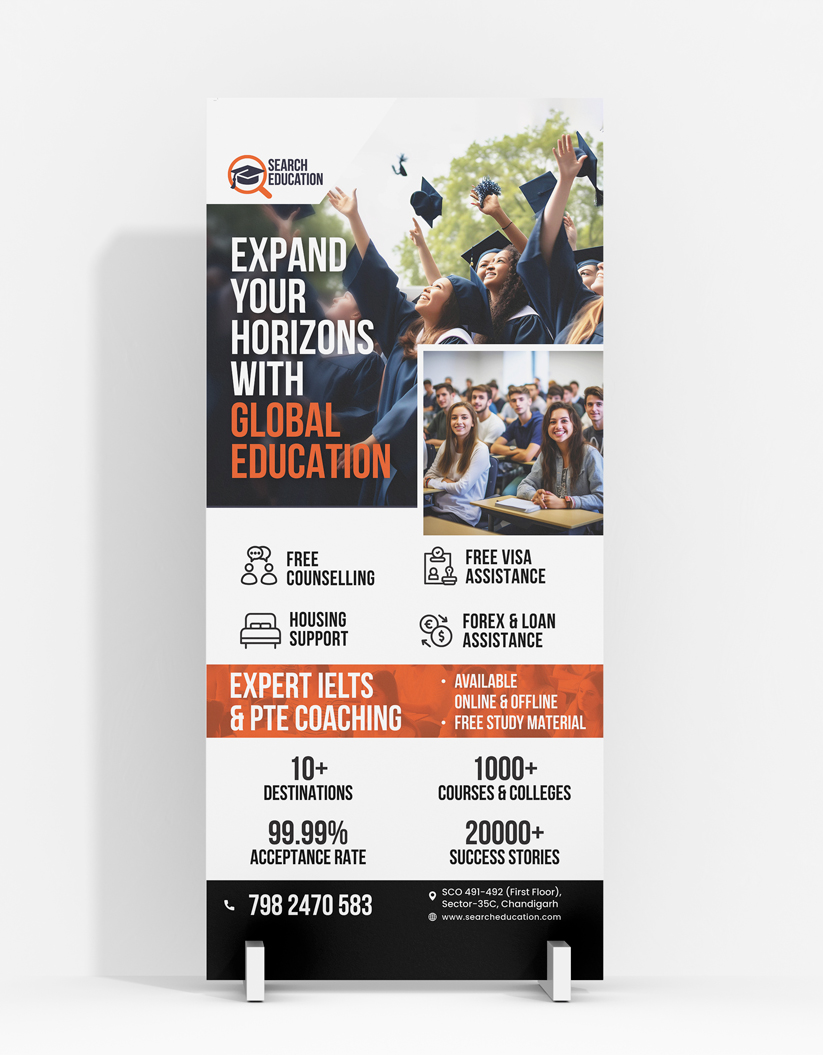 SEARCH
EDUCATION
EXPAND
YOUR
HORIZONS
WITH
GLOBAL
EDUCATION
FREE
COUNSELLING
FREE VISA
ASSISTANCE
HOUSING
SUPPORT
FOREX & LOAN
ASSISTANCE
EXPERT IELTS
& PTE COACHING
• AVAILABLE
ONLINE & OFFLINE
• FREE STUDY MATERIAL
10+
DESTINATIONS
1000+
COURSES & COLLEGES
99.99%
ACCEPTANCE RATE
20000+
SUCCESS STORIES
798 2470 583
SCO 491-492 (First Floor),
Sector-35C, Chandigarh
www.searcheducation.com